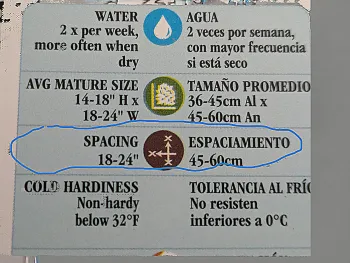 WATER
2 x per week,
more often when
dry
AGUA
2 veces por semana,
con mayor frecuencia
si está seco
AVG MATURE SIZE
14-18" H x
18-24" W
TAMAÑO PROMEDIO
36-45cm Al x
45-60cm An
SPACING
18-24"
ESPACIAMIENTO
45-60cm
COLD HARDINESS
Non-hardy
below 32°F
TOLERANCIA AL FRÍO
No resisten
inferiores a 0°C